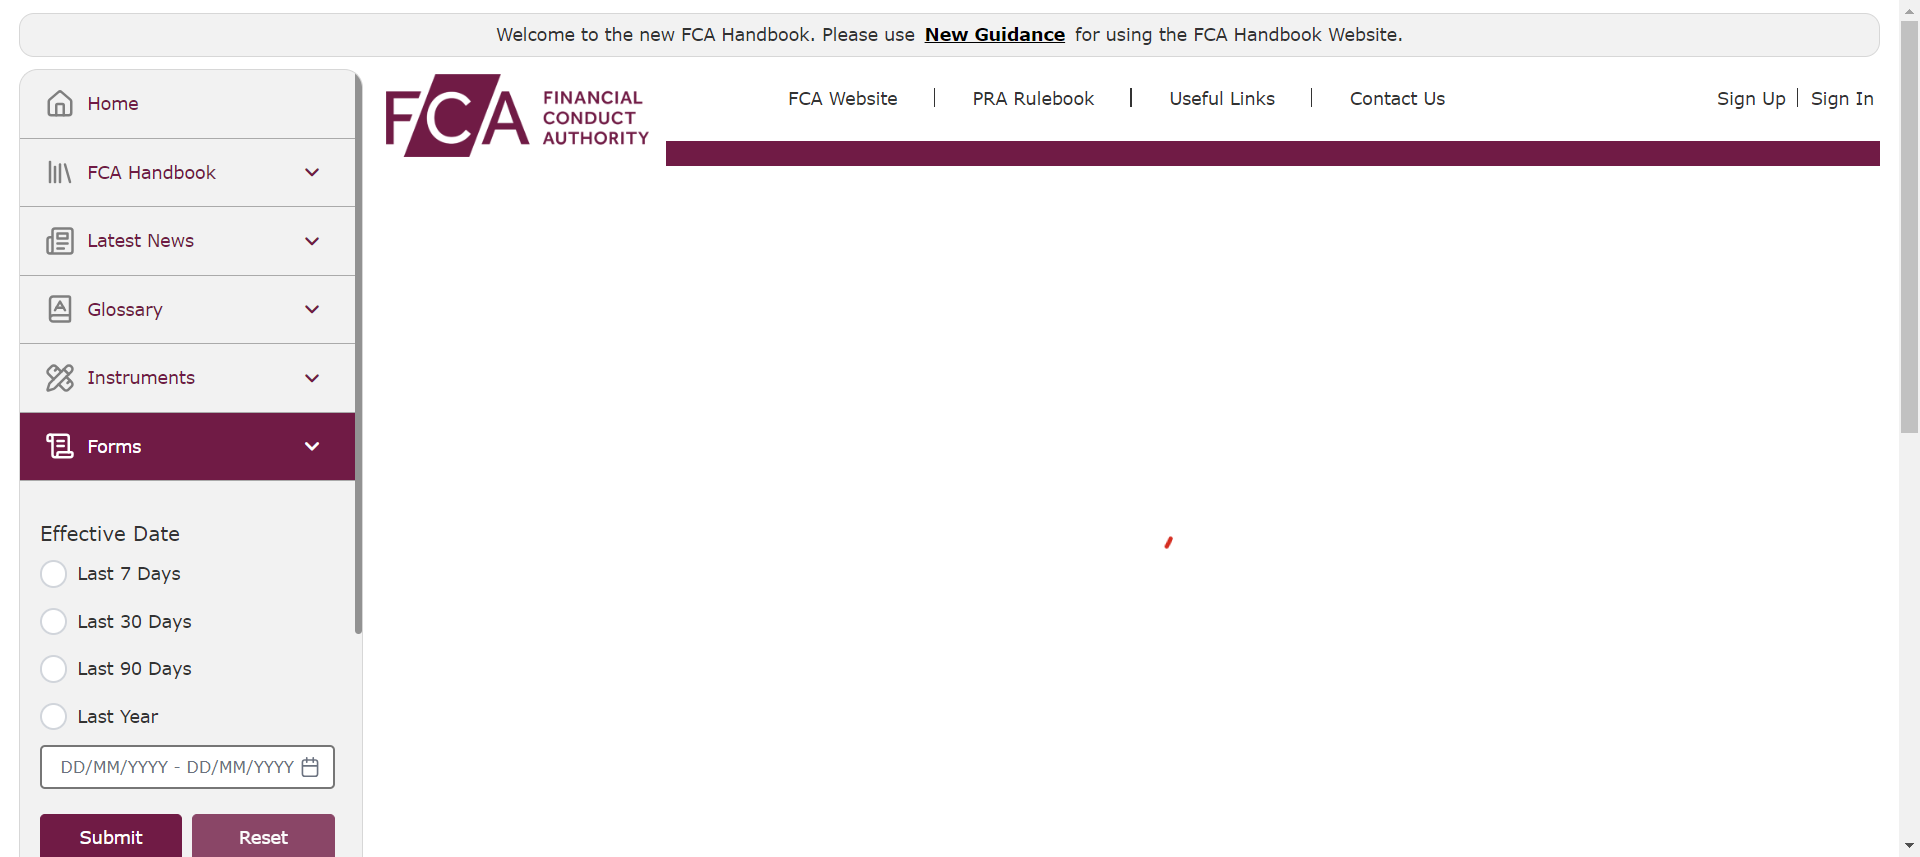 Welcome to the new FCA Handbook. Please use New Guidance for using the FCA Handbook Website.
Home
FCA Handbook
Latest News
Glossary
Instruments
Forms
Effective Date
Last 7 Days
Last 30 Days
Last 90 Days
Last Year
DD/MM/YYYY - DD/MM/YYYY
Submit Reset
FCA FINANCIAL
CONDUCT
AUTHORITY
FCA Website PRA Rulebook Useful Links Contact Us
Sign Up Sign In